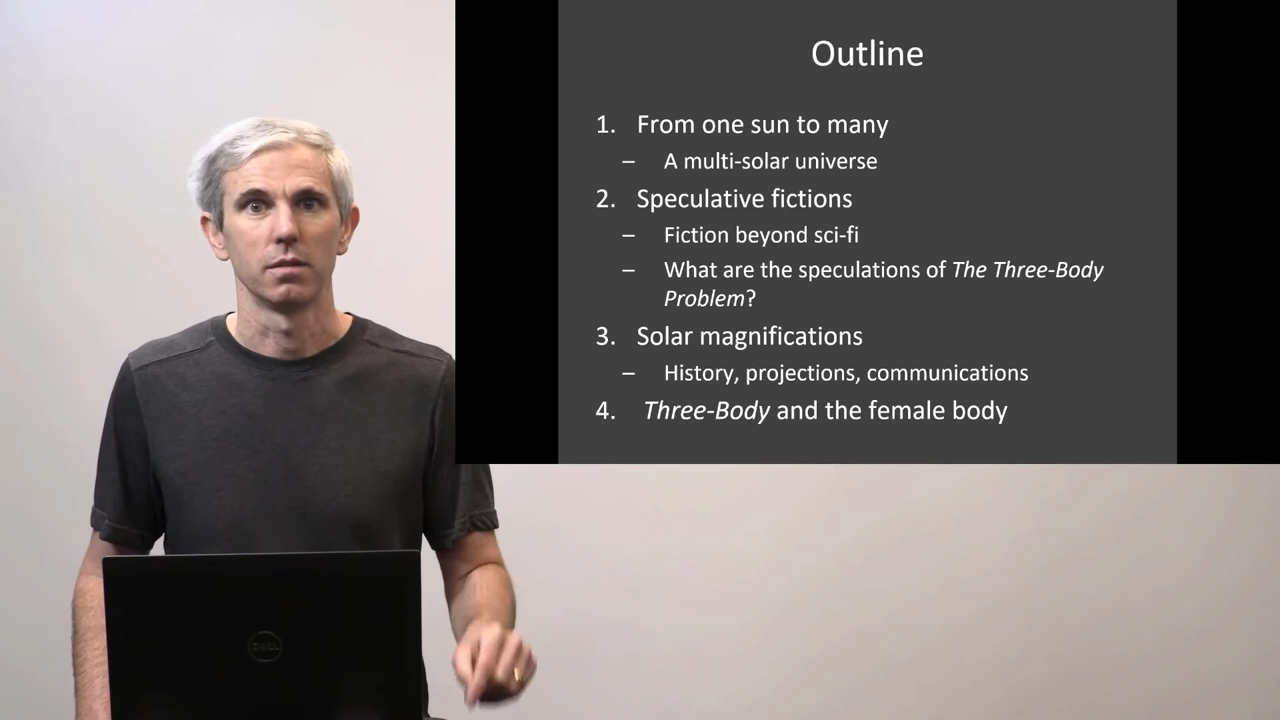 Outline
1. From one sun to many
– A multi-solar universe
2. Speculative fictions
– Fiction beyond sci-fi
– What are the speculations of The Three-Body
Problem?
3. Solar magnifications
– History, projections, communications
4. Three-Body and the female body
DELL